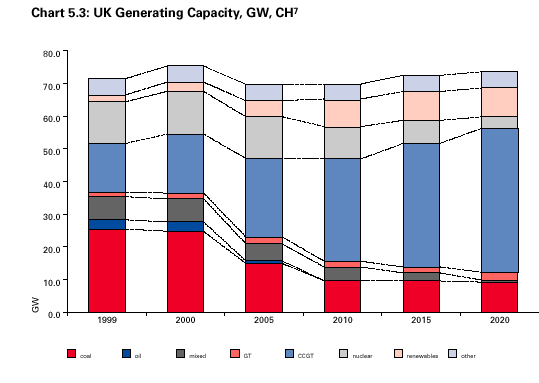 Chart 5.3: UK Generating Capacity, GW, CH7
80.0
70.0
60.0
50.0
40.0
30.0
20.0
10.0
0.0
GW
1999 2000 2005 2010 2015 2020
coal oil mixed GT CCGT nuclear renewables other